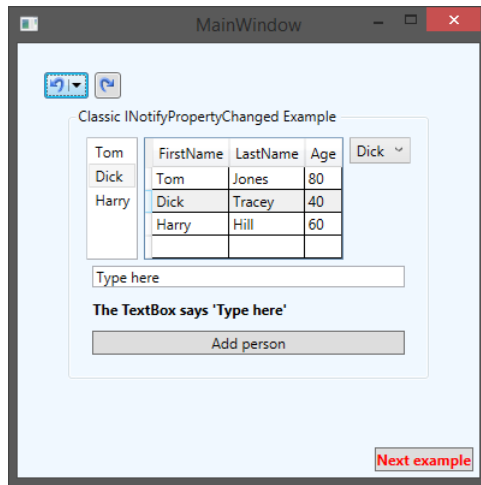 MainWindow
Classic INotifyPropertyChanged Example
Tom
Dick
Harry
FirstName LastName Age
Tom Jones 80
Dick Tracey 40
Harry Hill 60
Dick
Type here
The TextBox says 'Type here'
Add person
Next example